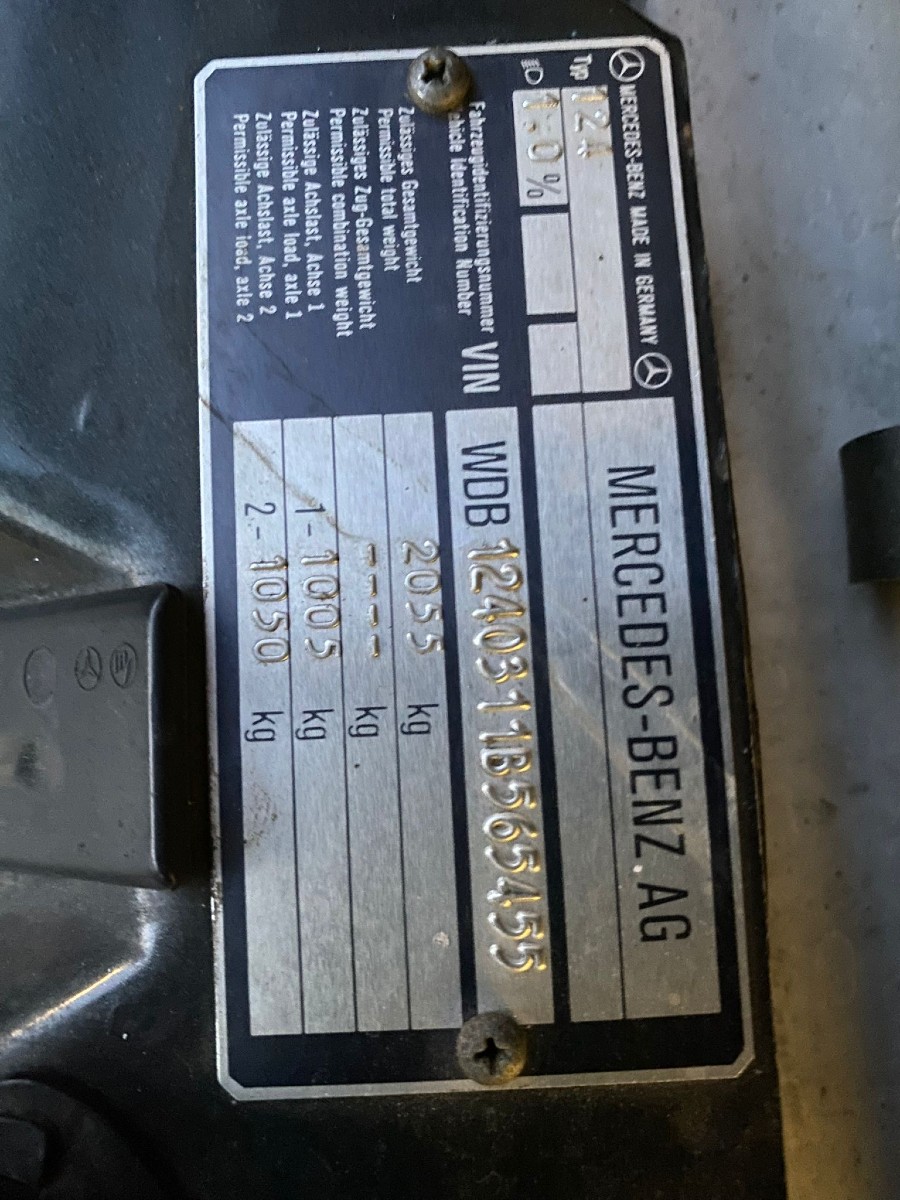 MERCEDES-BENZ MADE IN GERMANY
MERCEDES-BENZ AG
Typ 124
1,0%
Fahrzeugidentifizierungsnummer
Vehicle Identification Number
VIN WDB 1240311B565455
Zulässiges Gesamtgewicht
Permissible total weight
2055 kg
Zulässiges Zug-Gesamtgewicht
Permissible combination weight
---- kg
Zulässige Achslast, Achse 1
Permissible axle load, axle 1
1-1005 kg
Zulässige Achslast, Achse 2
Permissible axle load, axle 2
2-1050 kg